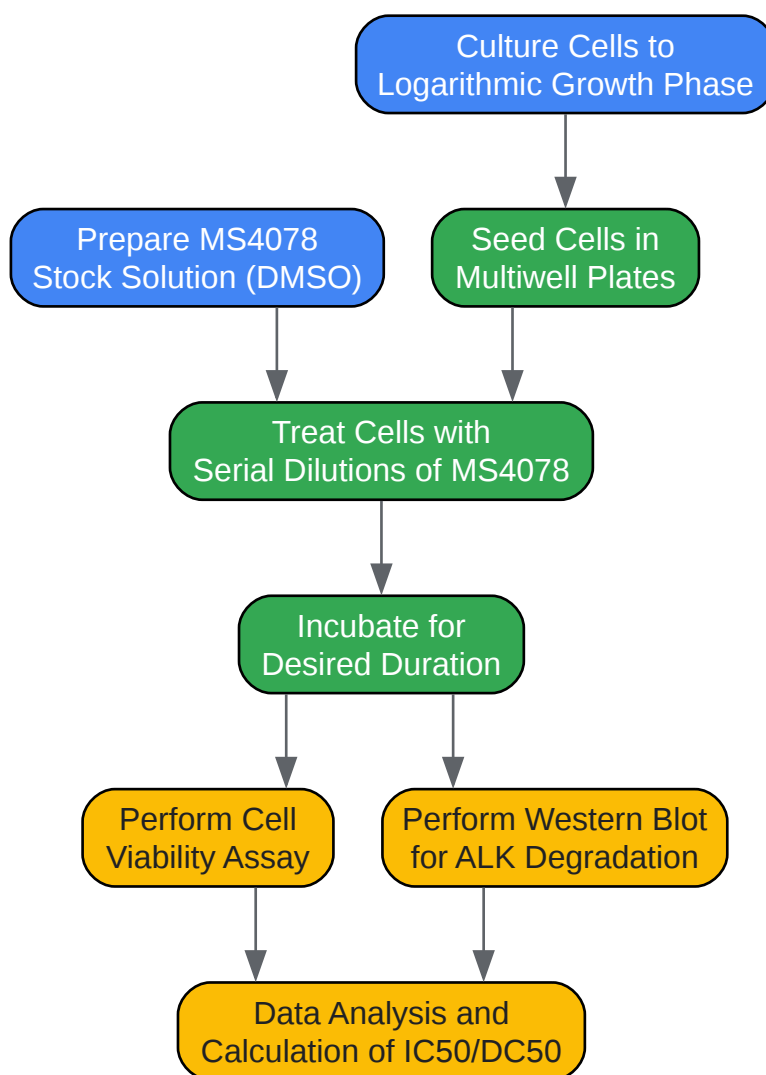 Culture Cells to
Logarithmic Growth Phase
Prepare MS4078
Stock Solution (DMSO)
Seed Cells in
Multiwell Plates
Treat Cells with
Serial Dilutions of MS4078
Incubate for
Desired Duration
Perform Cell
Viability Assay
Perform Western Blot
for ALK Degradation
Data Analysis and
Calculation of IC50/DC50